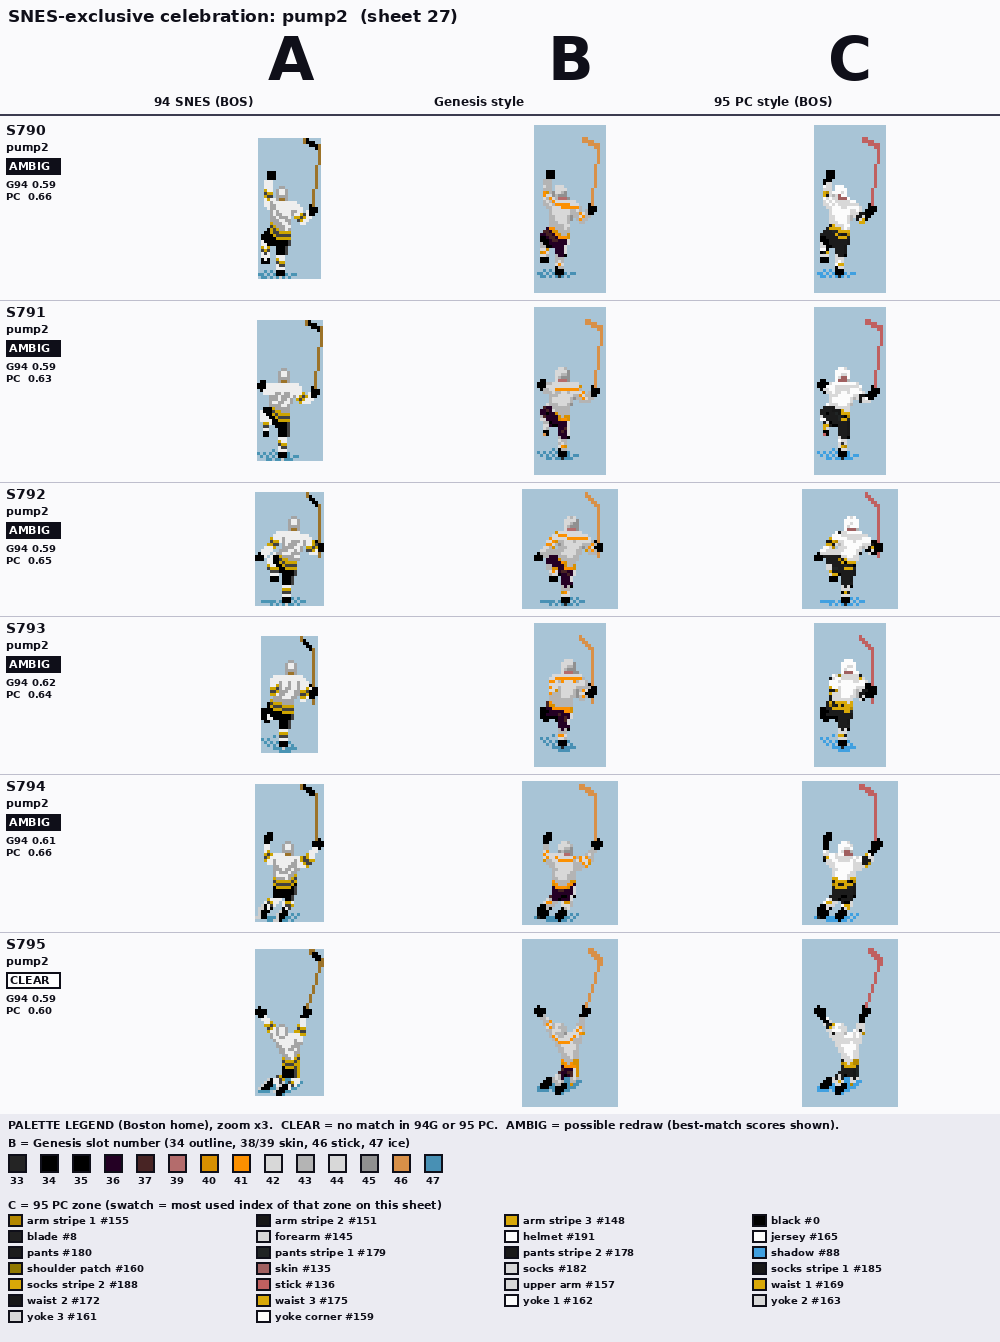 SNES-exclusive celebration: pump2  (sheet 27)
A B C
94 SNES (BOS) Genesis style 95 PC style (BOS)
S790
pump2
AMBIG
G94 0.59
PC  0.66
S791
pump2
AMBIG
G94 0.59
PC  0.63
S792
pump2
AMBIG
G94 0.59
PC  0.65
S793
pump2
AMBIG
G94 0.62
PC  0.64
S794
pump2
AMBIG
G94 0.61
PC  0.66
S795
pump2
CLEAR
G94 0.59
PC  0.60
PALETTE LEGEND (Boston home), zoom x3.  CLEAR = no match in 94G or 95 PC.  AMBIG = possible redraw (best-match scores shown).
B = Genesis slot number (34 outline, 38/39 skin, 46 stick, 47 ice)
33 34 35 36 37 39 40 41 42 43 44 45 46 47
C = 95 PC zone (swatch = most used index of that zone on this sheet)
arm stripe 1 #155 arm stripe 2 #151 arm stripe 3 #148 black #0
blade #8 forearm #145 helmet #191 jersey #165
pants #180 pants stripe 1 #179 pants stripe 2 #178 shadow #88
shoulder patch #160 skin #135 socks #182 socks stripe 1 #185
socks stripe 2 #188 stick #136 upper arm #157 waist 1 #169
waist 2 #172 waist 3 #175 yoke 1 #162 yoke 2 #163
yoke 3 #161 yoke corner #159